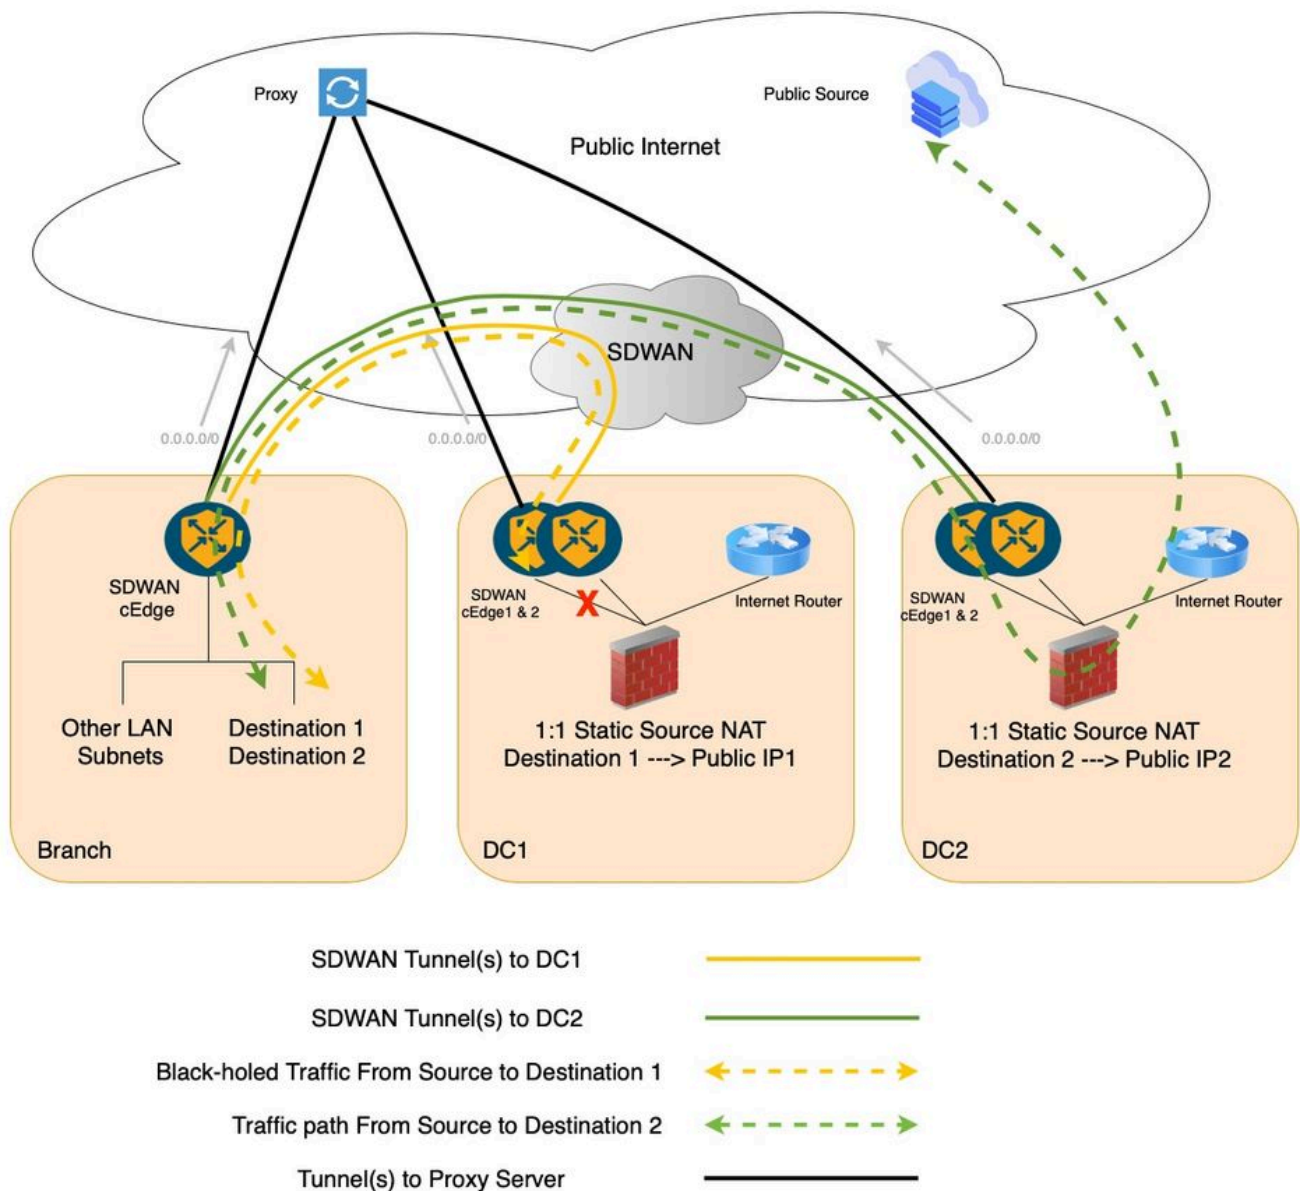 Proxy
Public Source
Public Internet
SDWAN
0.0.0.0/0
0.0.0.0/0
0.0.0.0/0
SDWAN
cEdge
SDWAN
cEdge1 & 2
X
Internet Router
SDWAN
cEdge1 & 2
Internet Router
Other LAN
Subnets
Destination 1
Destination 2
1:1 Static Source NAT
Destination 1 ---> Public IP1
1:1 Static Source NAT
Destination 2 ---> Public IP2
Branch
DC1
DC2
SDWAN Tunnel(s) to DC1
SDWAN Tunnel(s) to DC2
Black-holed Traffic From Source to Destination 1
Traffic path From Source to Destination 2
Tunnel(s) to Proxy Server